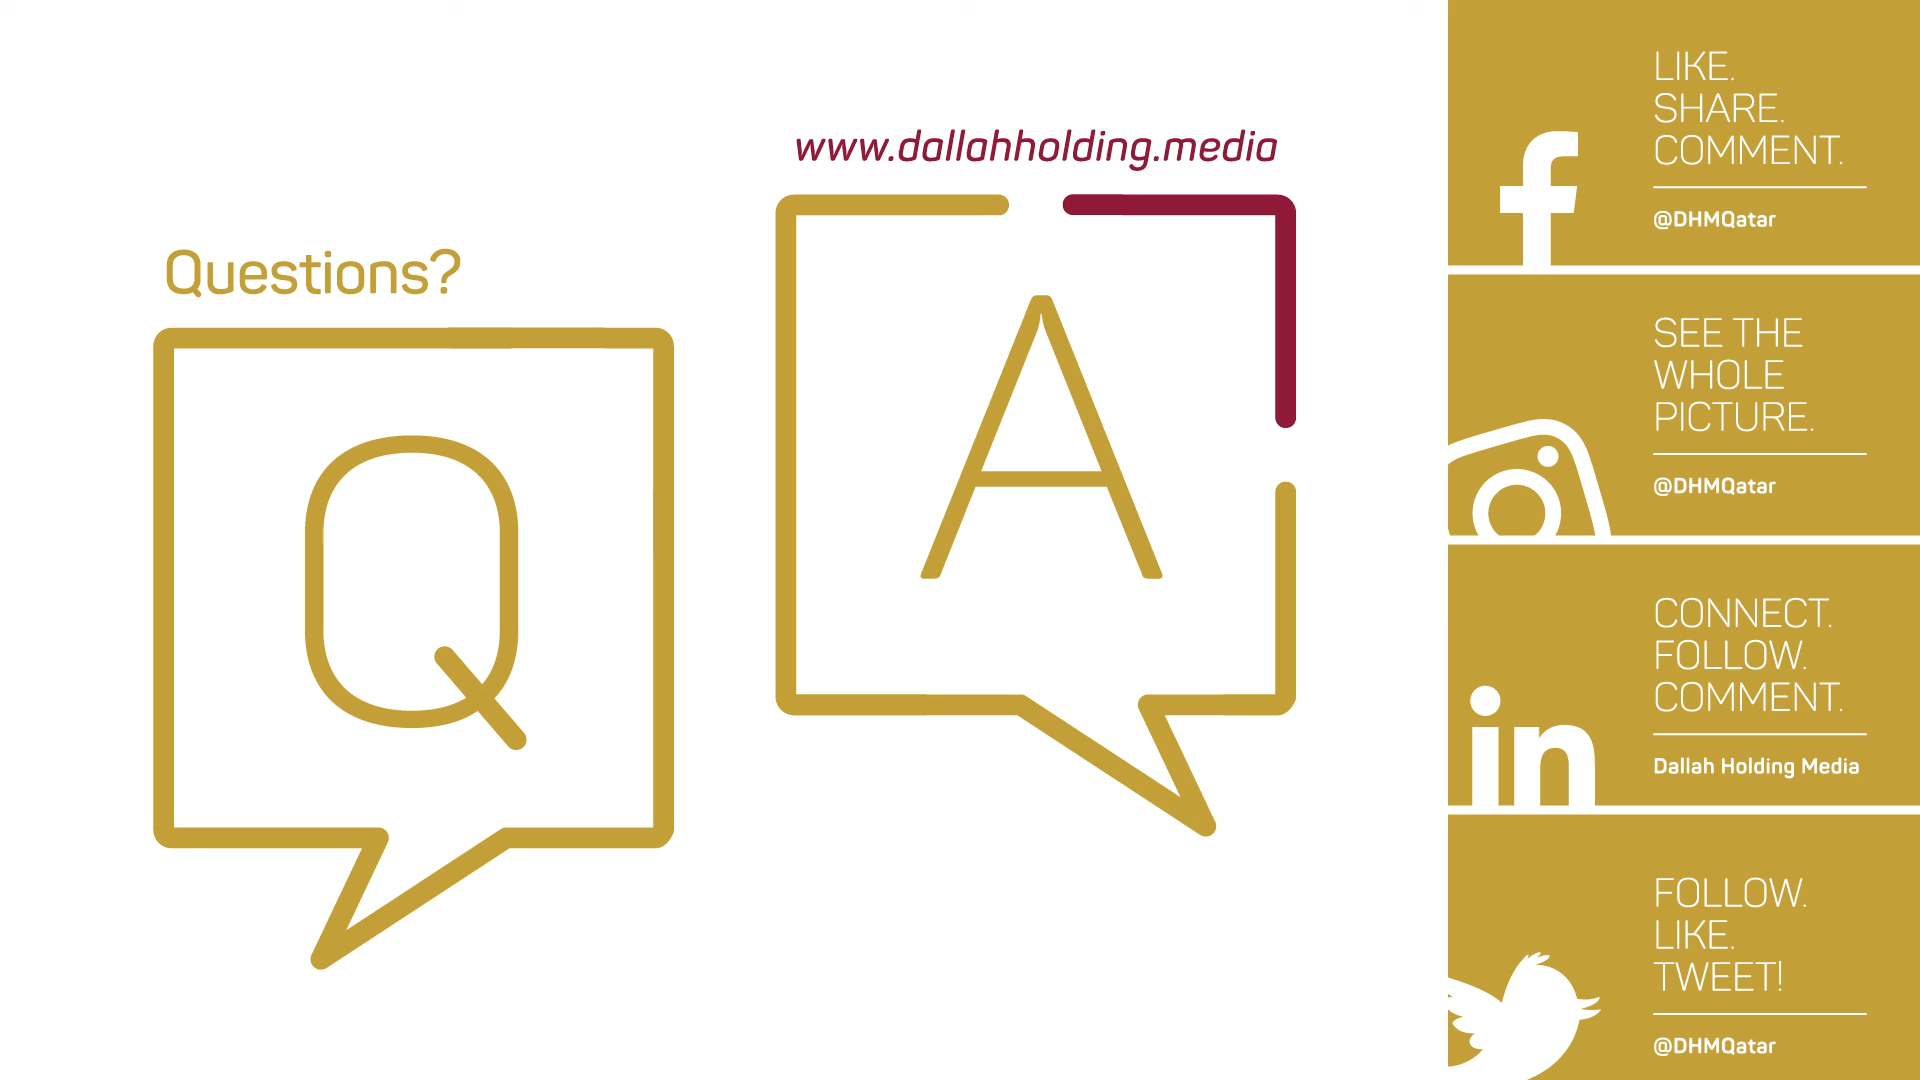 Questions?
Q
www.dallahholding.media
A
LIKE.
SHARE.
COMMENT.
@DHMQatar
SEE THE
WHOLE
PICTURE.
@DHMQatar
in
CONNECT.
FOLLOW.
COMMENT.
Dallah Holding Media
FOLLOW.
LIKE.
TWEET!
@DHMQatar